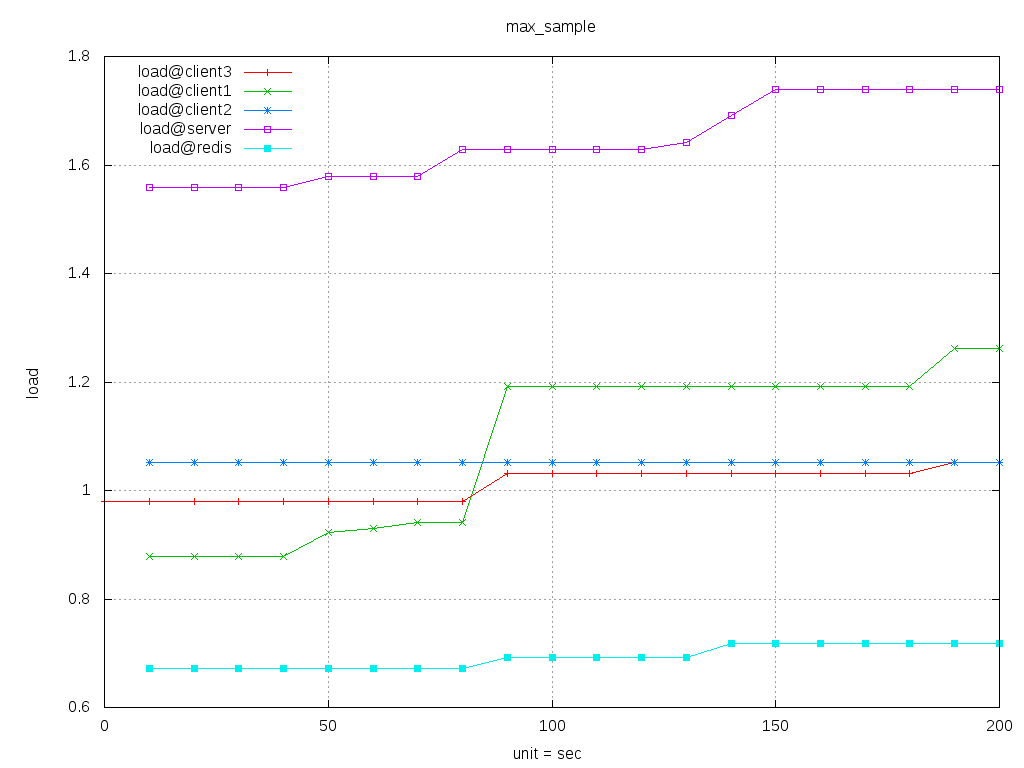 max_sample
load@client3
load@client1
load@client2
load@server
load@redis
1.8
1.6
1.4
1.2
1
0.8
0.6
load
0 50 100 150 200
unit = sec